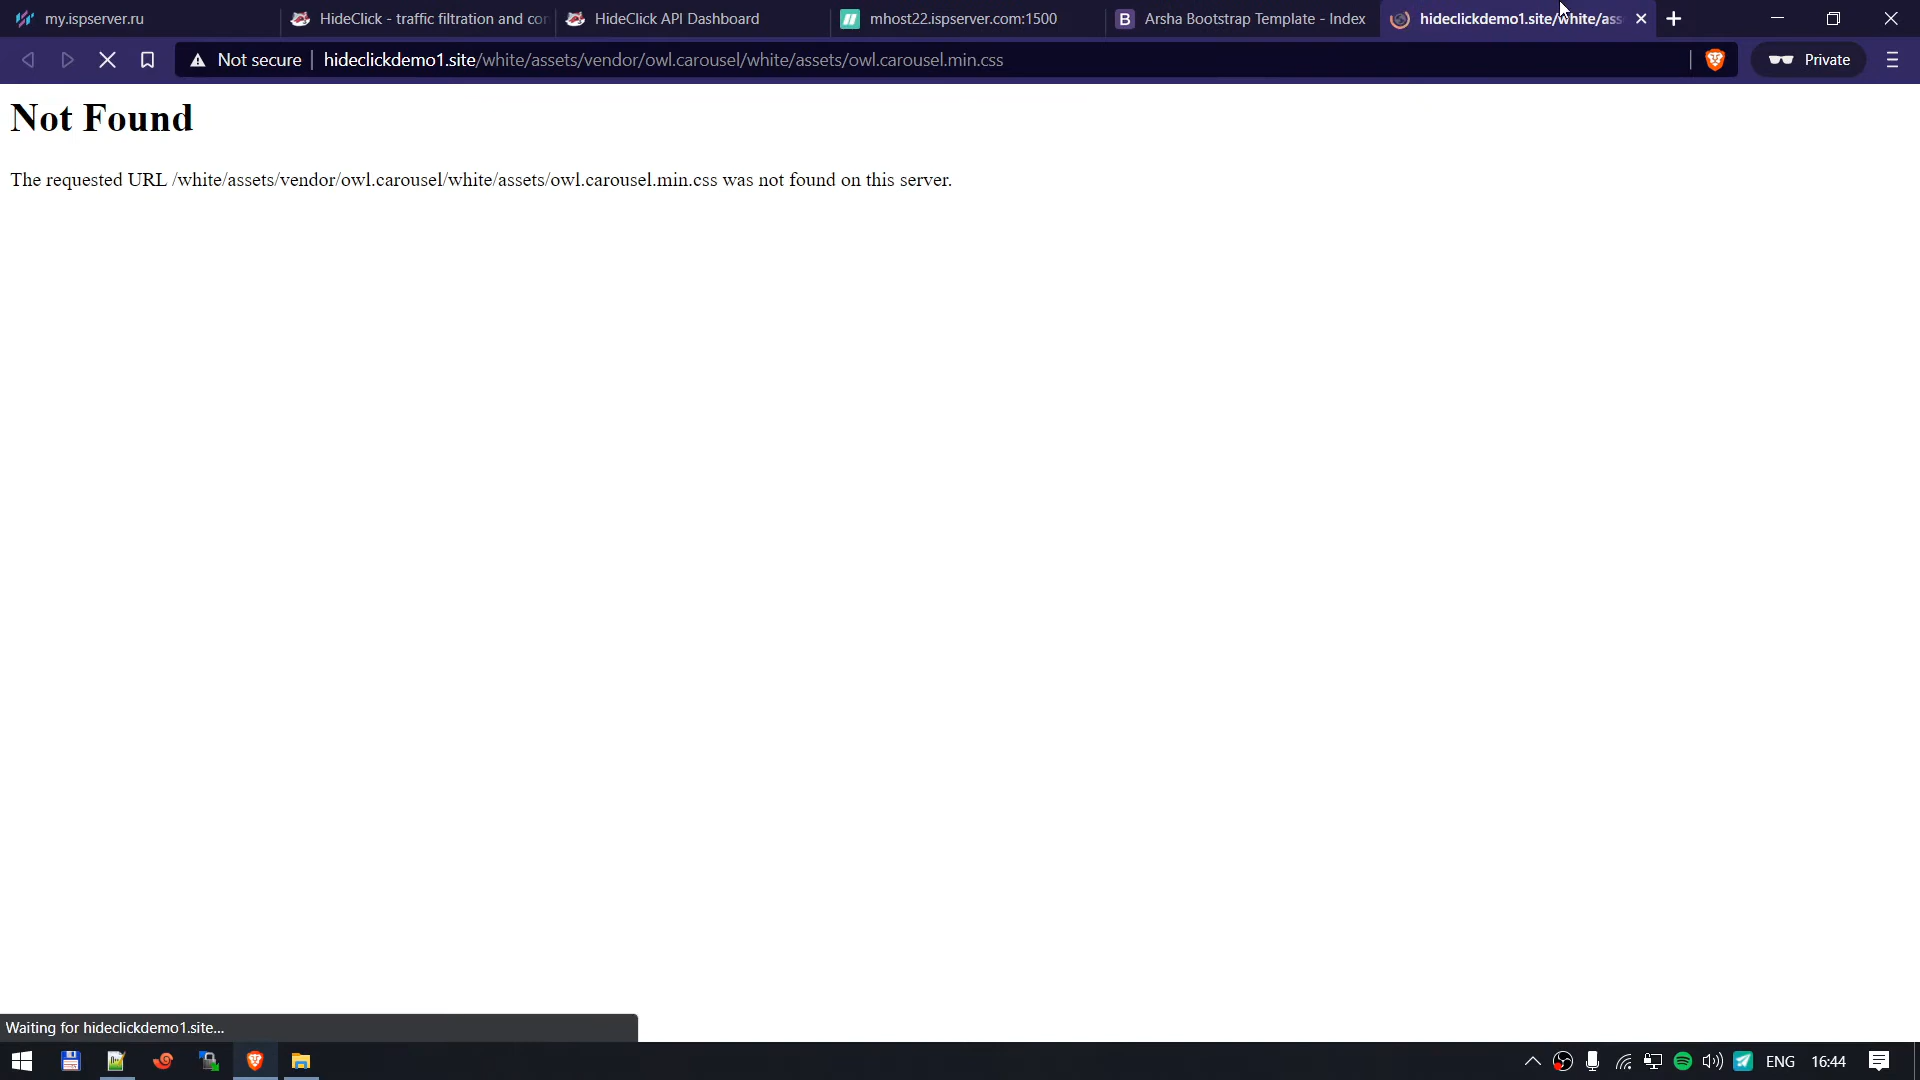 my.ispserver.ru
HideClick - traffic filtration and con
HideClick API Dashboard
mhost22.ispserver.com:1500
B
Arsha Bootstrap Template - Index
hideclickdemo1.site/white/ass
Not secure
hideclickdemo1.site/white/assets/vendor/owl.carousel/white/assets/owl.carousel.min.css
Private
Not Found
The requested URL /white/assets/vendor/owl.carousel/white/assets/owl.carousel.min.css was not found on this server.
Waiting for hideclickdemo1.site...
ENG
16:44